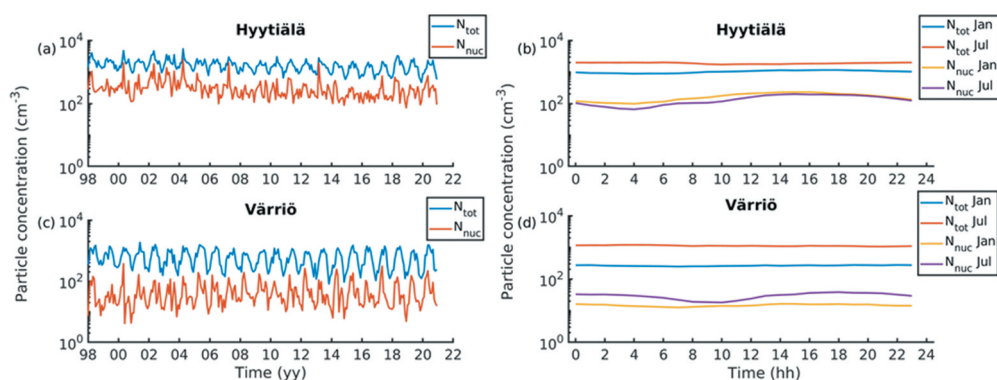 Hyytiälä
(a)
N_tot
N_nuc
10^4
10^2
10^0
98 00 02 04 06 08 10 12 14 16 18 20 22
Hyytiälä
(b)
N_tot Jan
N_tot Jul
N_nuc Jan
N_nuc Jul
10^4
10^2
10^0
0 2 4 6 8 10 12 14 16 18 20 22 24
Particle concentration (cm^-3)
Particle concentration (cm^-3)
Värriö
(c)
N_tot
N_nuc
10^4
10^2
10^0
98 00 02 04 06 08 10 12 14 16 18 20 22
Time (yy)
Värriö
(d)
N_tot Jan
N_tot Jul
N_nuc Jan
N_nuc Jul
10^4
10^2
10^0
0 2 4 6 8 10 12 14 16 18 20 22 24
Time (hh)